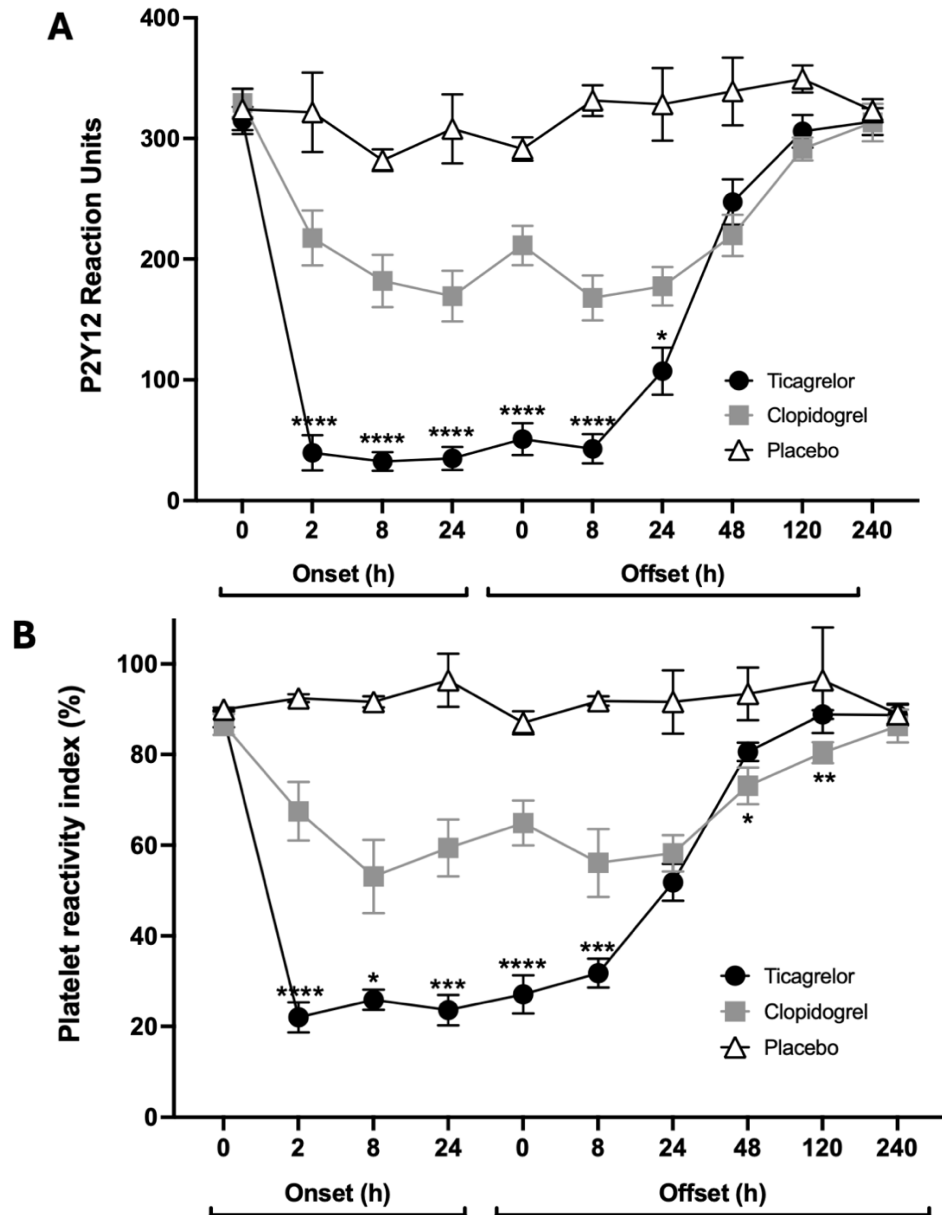 A
400
300
200
100
0
P2Y12 Reaction Units
****
****
****
****
****
*
Ticagrelor
Clopidogrel
Placebo
0 2 8 24 0 8 24 48 120 240
Onset (h) Offset (h)
B
100
80
60
40
20
0
Platelet reactivity index (%)
****
*
***
****
***
*
**
Ticagrelor
Clopidogrel
Placebo
0 2 8 24 0 8 24 48 120 240
Onset (h) Offset (h)